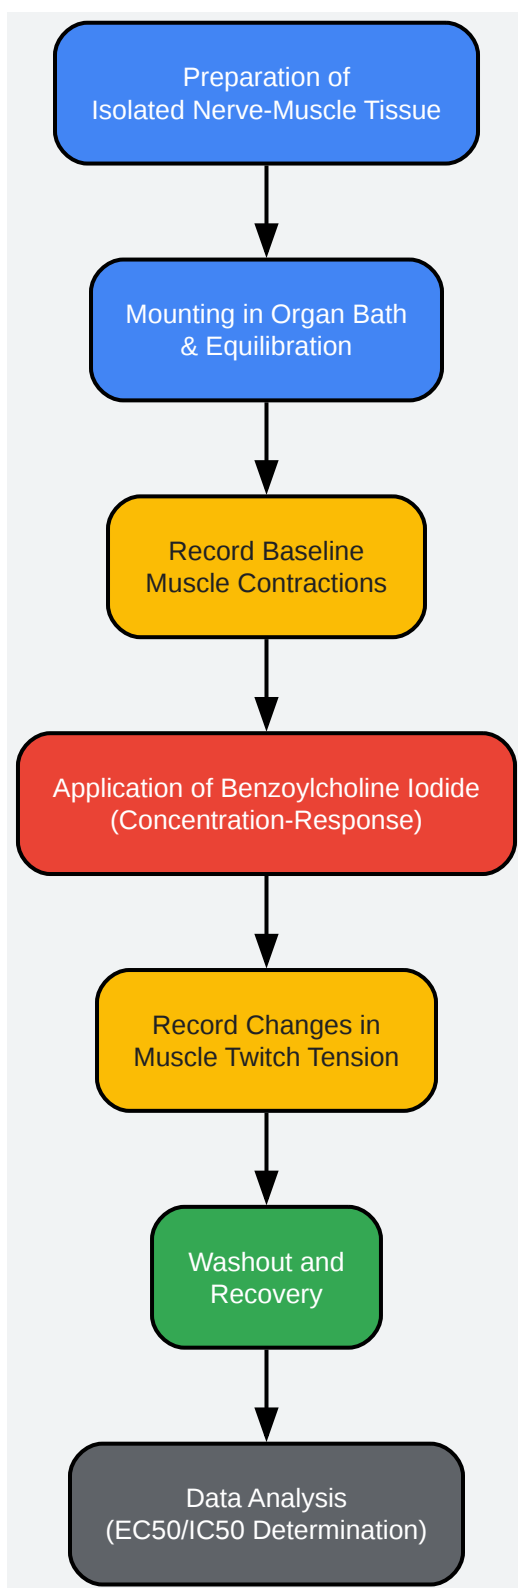 Preparation of
Isolated Nerve-Muscle Tissue
Mounting in Organ Bath
& Equilibration
Record Baseline
Muscle Contractions
Application of Benzoylcholine Iodide
(Concentration-Response)
Record Changes in
Muscle Twitch Tension
Washout and
Recovery
Data Analysis
(EC50/IC50 Determination)